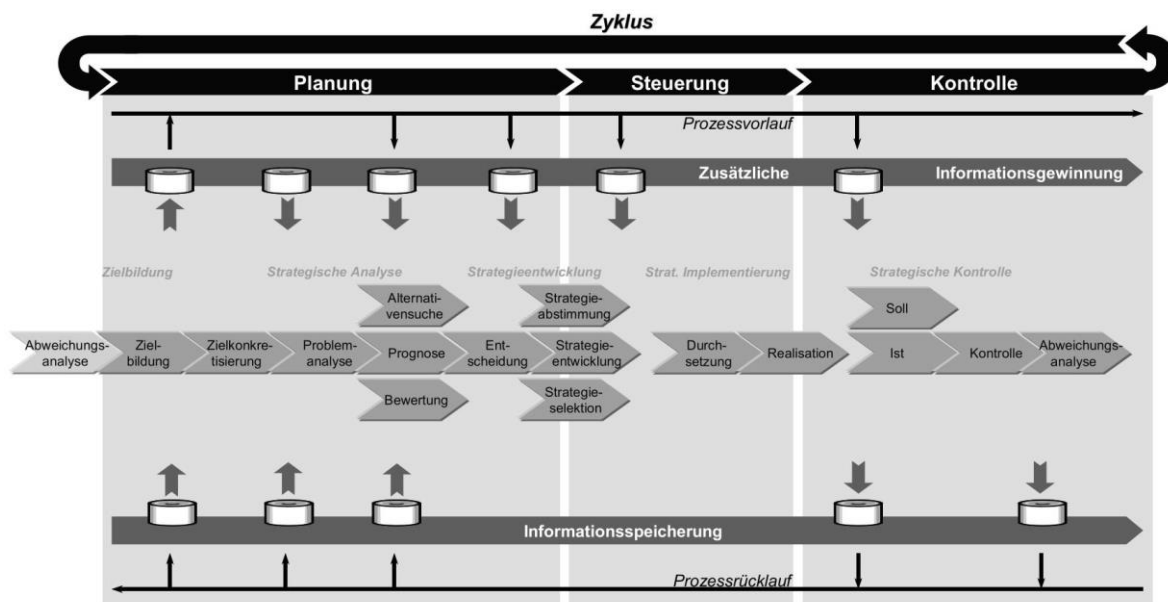 Zyklus
Planung
Steuerung
Kontrolle
Prozessvorlauf
Zusätzliche
Informationsgewinnung
Zielbildung
Strategische Analyse
Strategieentwicklung
Strat. Implementierung
Strategische Kontrolle
Alternati-
vensuche
Strategie-
abstimmung
Soll
Abweichungs-
analyse
Ziel-
bildung
Zielkonkre-
tisierung
Problem-
analyse
Prognose
Ent-
scheidung
Strategie-
entwicklung
Durch-
setzung
Realisation
Ist
Kontrolle
Abweichungs-
analyse
Bewertung
Strategie-
selektion
Informationsspeicherung
Prozessrücklauf